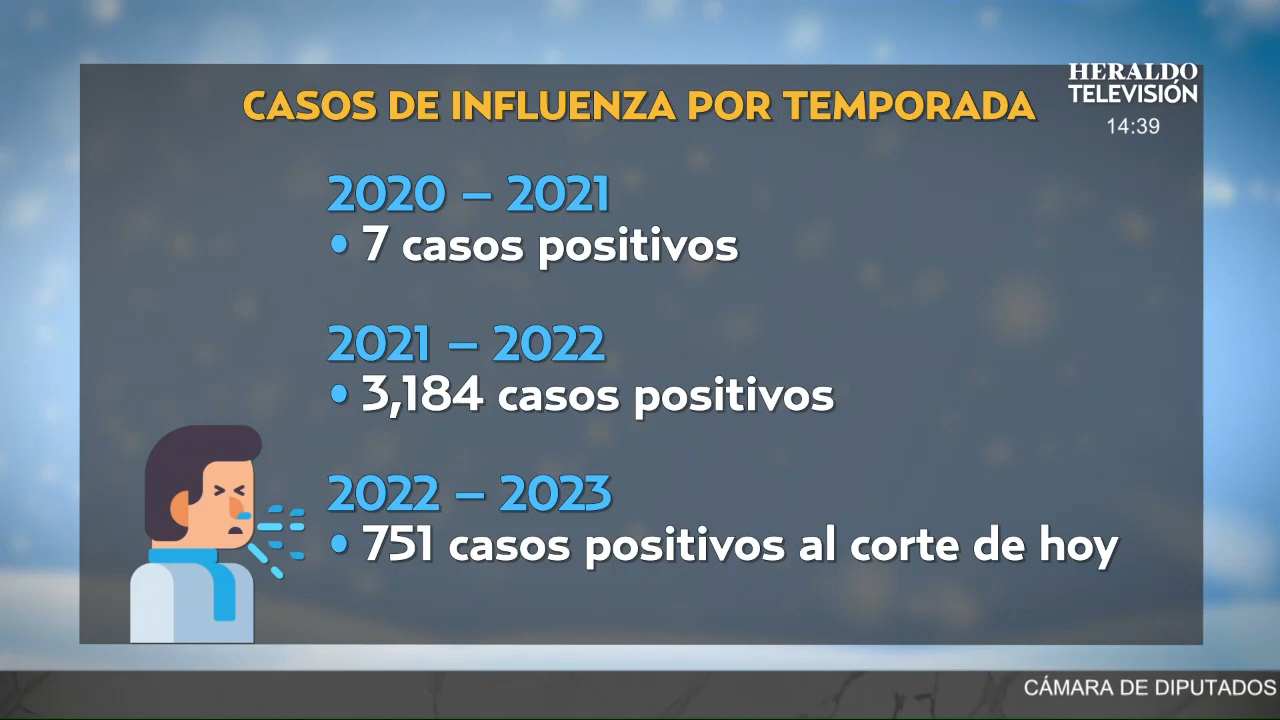 HERALDO
TELEVISIÓN
14:39
CASOS DE INFLUENZA POR TEMPORADA
2020 – 2021
• 7 casos positivos
2021 – 2022
• 3,184 casos positivos
2022 – 2023
• 751 casos positivos al corte de hoy
CÁMARA DE DIPUTADOS